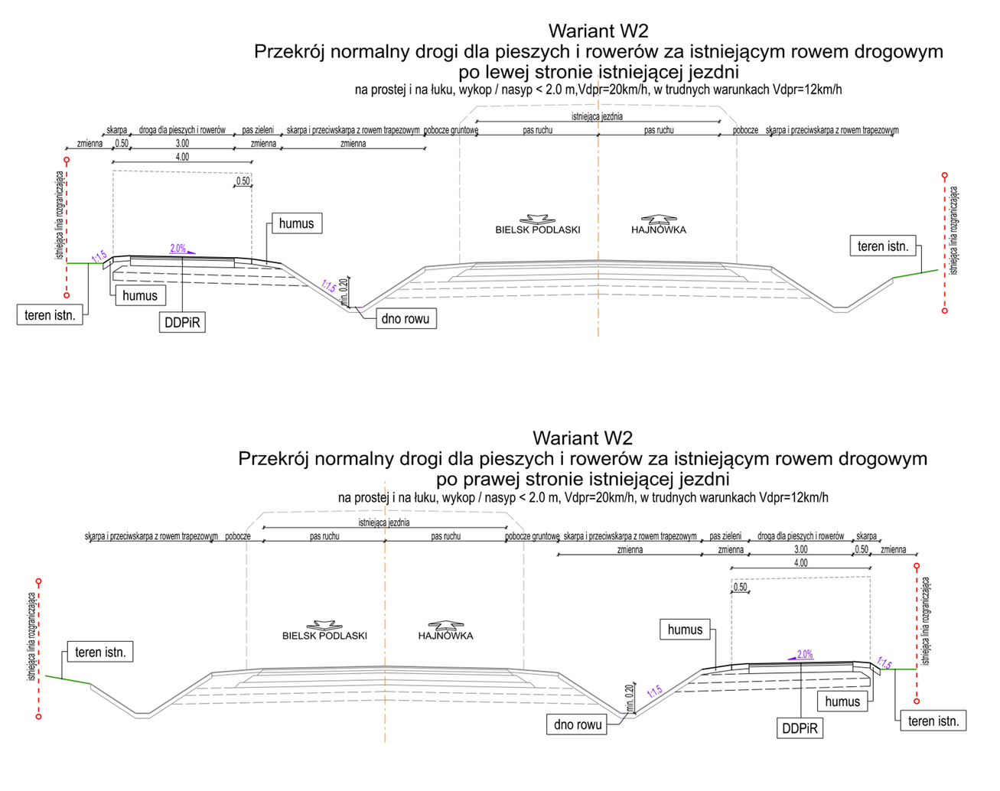 Wariant W2
Przekrój normalny drogi dla pieszych i rowerów za istniejącym rowem drogowym
po lewej stronie istniejącej jezdni
na prostej i na łuku, wykop / nasyp < 2.0 m,Vdpr=20km/h, w trudnych warunkach Vdpr=12km/h
istniejąca jezdnia
skarpa droga dla pieszych i rowerów pas zieleni skarpa i przeciwskarpa z rowem trapezowym pobocze gruntowe pas ruchu pas ruchu pobocze skarpa i przeciwskarpa z rowem trapezowym
zmienna 0.50 3.00 zmienna zmienna
4.00
0.50
istniejąca linia rozgraniczająca
istniejąca linia rozgraniczająca
humus
BIELSK PODLASKI HAJNÓWKA
teren istn.
1:1.5
2.0%
1:1.5
min. 0.20
humus
teren istn.
DDPiR
dno rowu
Wariant W2
Przekrój normalny drogi dla pieszych i rowerów za istniejącym rowem drogowym
po prawej stronie istniejącej jezdni
na prostej i na łuku, wykop / nasyp < 2.0 m, Vdpr=20km/h, w trudnych warunkach Vdpr=12km/h
istniejąca jezdnia
skarpa i przeciwskarpa z rowem trapezowym pobocze pas ruchu pas ruchu pobocze gruntowe skarpa i przeciwskarpa z rowem trapezowym pas zieleni droga dla pieszych i rowerów skarpa
zmienna zmienna 3.00 0.50 zmienna
4.00
0.50
istniejąca linia rozgraniczająca
istniejąca linia rozgraniczająca
humus
BIELSK PODLASKI HAJNÓWKA
teren istn.
2.0%
1:1.5
1:1.5
min. 0.20
humus
dno rowu
DDPiR
teren istn.